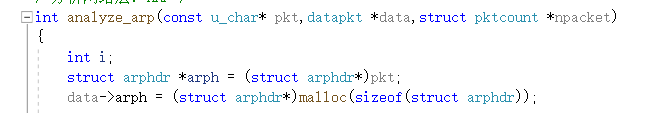 int analyze_arp(const u_char* pkt,datapkt *data,struct pktcount *npacket)
{
int i;
struct arphdr *arph = (struct arphdr*)pkt;
data->arph = (struct arphdr*)malloc(sizeof(struct arphdr));